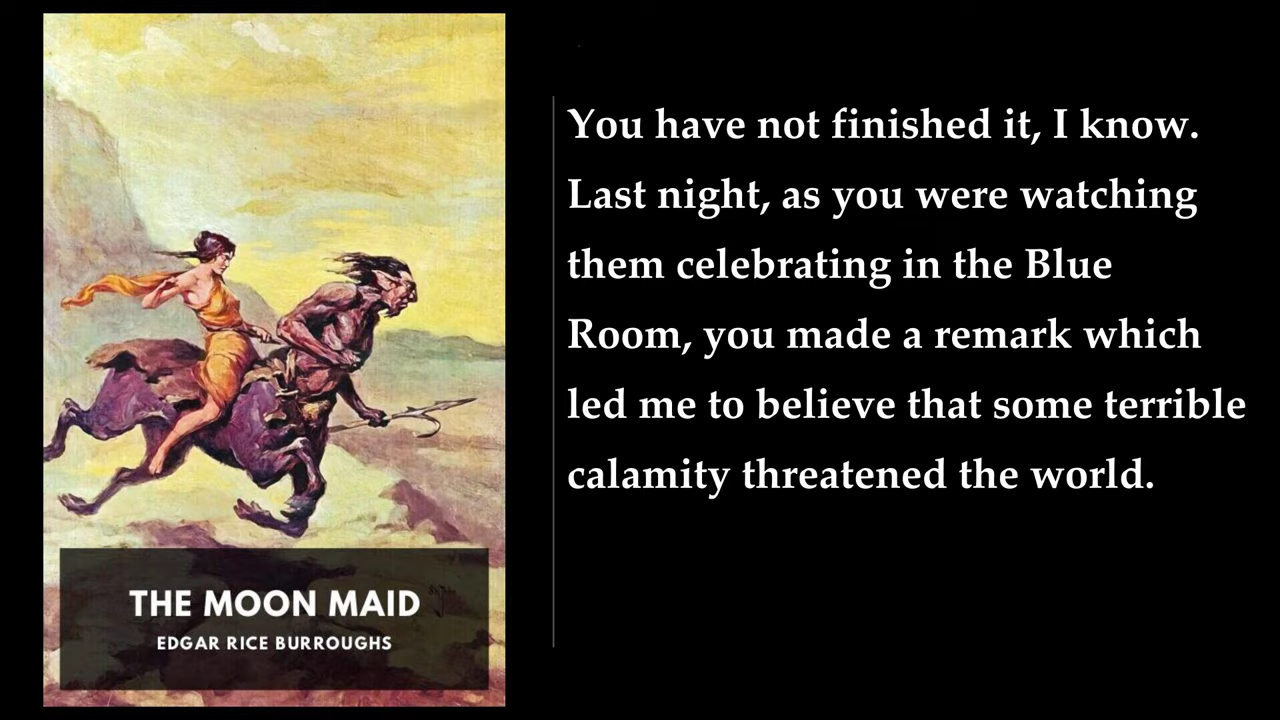 THE MOON MAID
EDGAR RICE BURROUGHS
You have not finished it, I know.
Last night, as you were watching
them celebrating in the Blue
Room, you made a remark which
led me to believe that some terrible
calamity threatened the world.